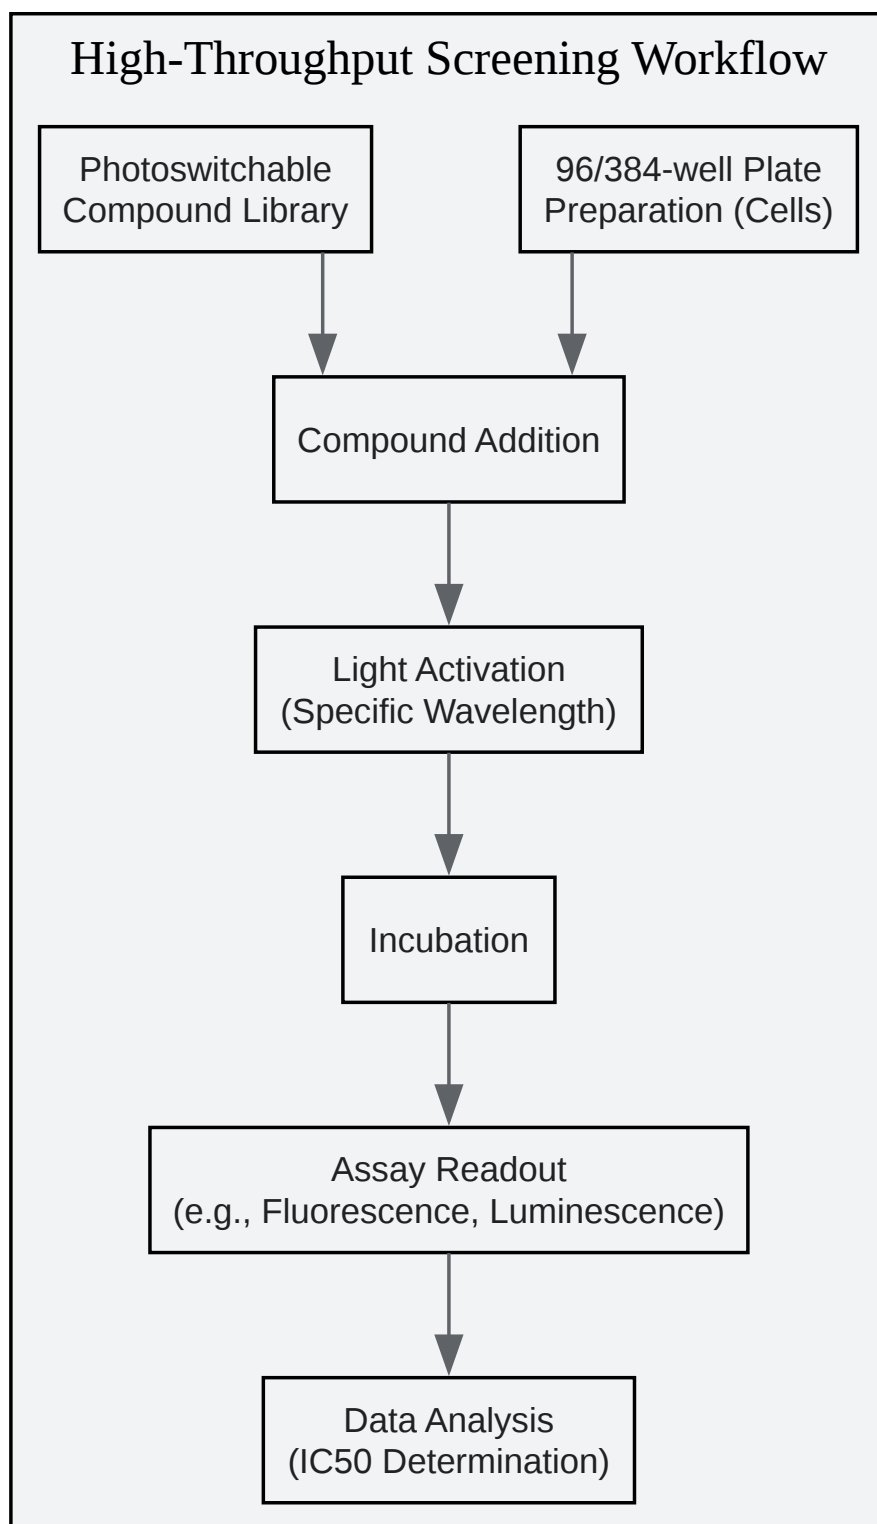 High-Throughput Screening Workflow
Photoswitchable
Compound Library
96/384-well Plate
Preparation (Cells)
Compound Addition
Light Activation
(Specific Wavelength)
Incubation
Assay Readout
(e.g., Fluorescence, Luminescence)
Data Analysis
(IC50 Determination)